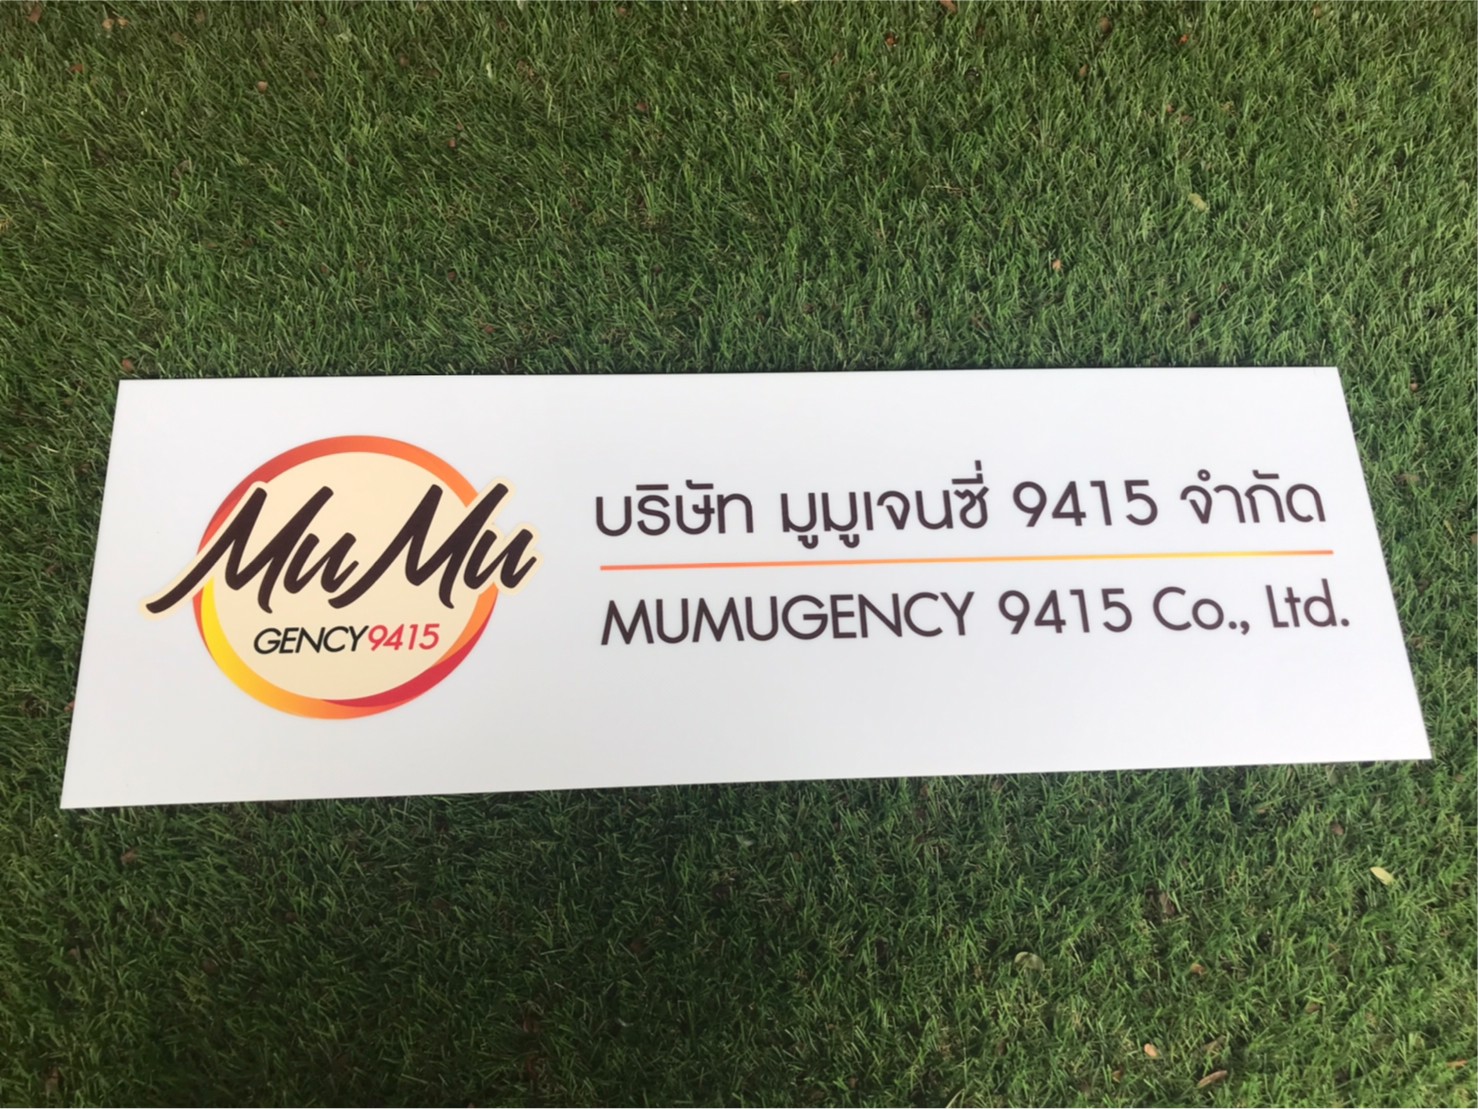 MuMu
GENCY9415
บริษัท มูมูเจนซี่ 9415 จำกัด
MUMUGENCY 9415 Co., Ltd.